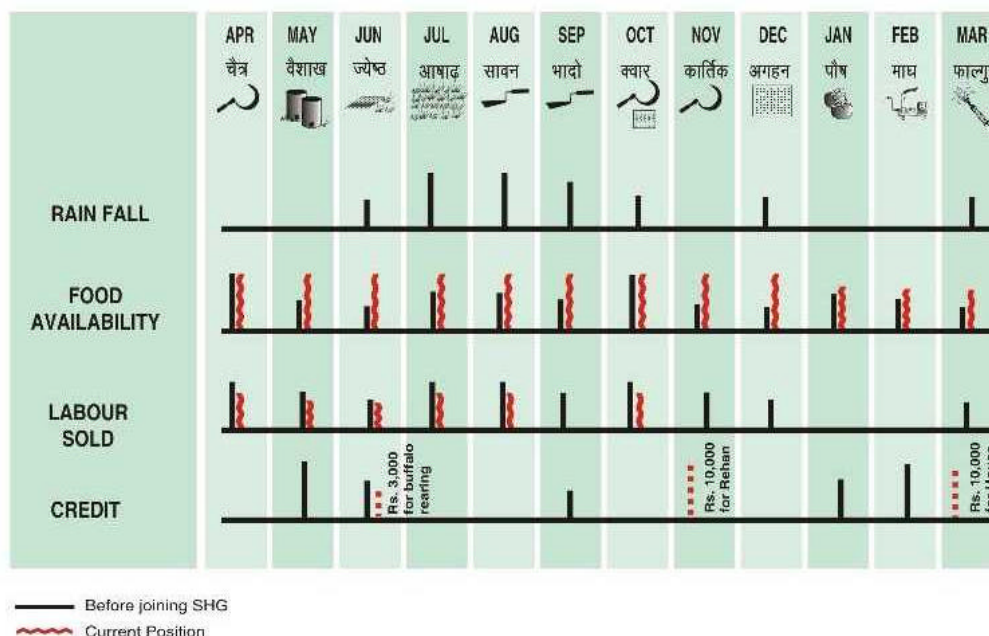 APR MAY JUN JUL AUG SEP OCT NOV DEC JAN FEB MAR
चैत्र वैशाख ज्येष्ठ आषाढ़ सावन भादो क्वार कार्तिक अगहन पौष माघ
RAIN FALL
FOOD
AVAILABILITY
LABOUR
SOLD
CREDIT
Rs. 3,000
for buffalo
rearing
Rs. 10,000
for Rehan
Rs. 10,000
Before joining SHG
Current Position